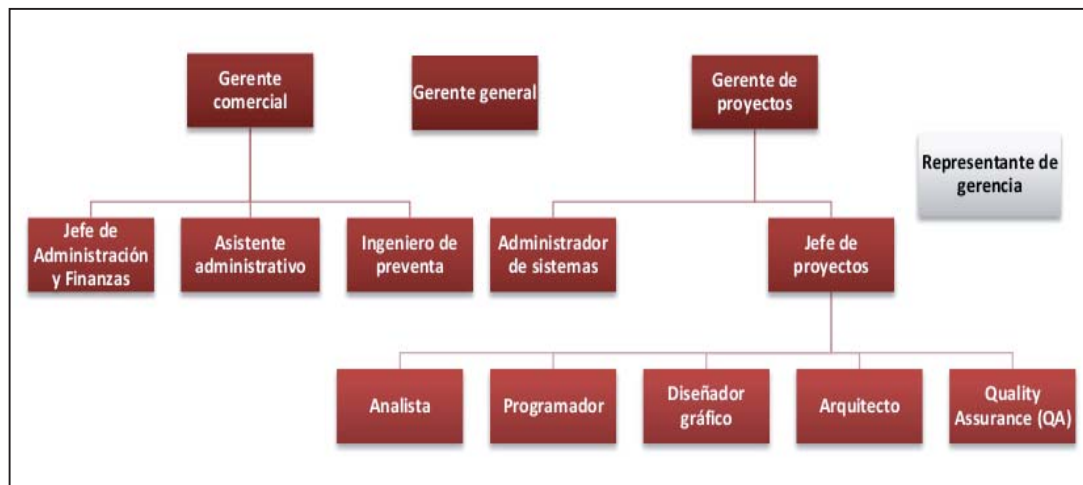 Gerente
comercial
Gerente general
Gerente de
proyectos
Representante de
gerencia
Jefe de
Administración
y Finanzas
Asistente
administrativo
Ingeniero de
preventa
Administrador
de sistemas
Jefe de
proyectos
Analista
Programador
Diseñador
gráfico
Arquitecto
Quality
Assurance (QA)